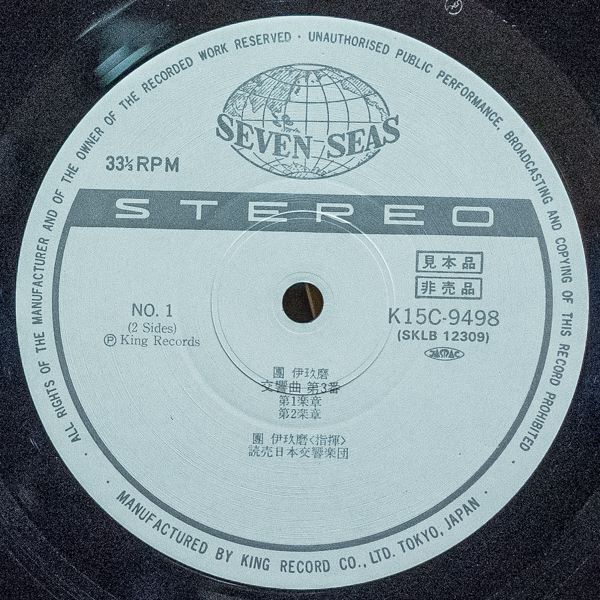 ALL RIGHTS OF THE MANUFACTURER AND OF THE OWNER OF THE RECORDED WORK RESERVED · UNAUTHORISED PUBLIC PERFORMANCE, BROADCASTING AND COPYING OF THIS RECORD PROHIBITED ·
SEVEN SEAS
33⅓RPM
STEREO
見本品
非売品
NO. 1
(2 Sides)
Ⓟ King Records
K15C-9498
(SKLB 12309)
JASRAC
團 伊玖磨
交響曲 第3番
第1楽章
第2楽章
團 伊玖磨<指揮>
読売日本交響楽団
MANUFACTURED BY KING RECORD CO., LTD. TOKYO, JAPAN ·